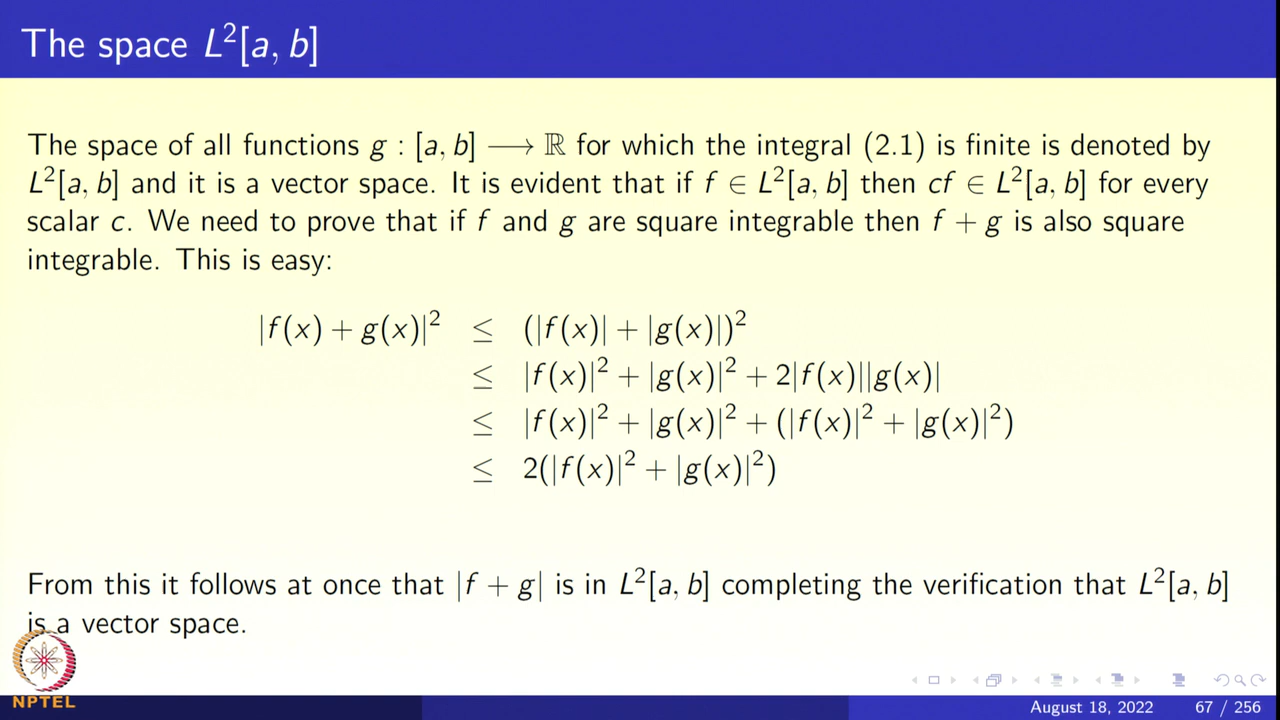 The space L²[a, b]
The space of all functions g : [a, b] ⟶ ℝ for which the integral (2.1) is finite is denoted by
L²[a, b] and it is a vector space. It is evident that if f ∈ L²[a, b] then cf ∈ L²[a, b] for every
scalar c. We need to prove that if f and g are square integrable then f + g is also square
integrable. This is easy:
|f(x) + g(x)|² ≤ (|f(x)| + |g(x)|)²
≤ |f(x)|² + |g(x)|² + 2|f(x)||g(x)|
≤ |f(x)|² + |g(x)|² + (|f(x)|² + |g(x)|²)
≤ 2(|f(x)|² + |g(x)|²)
From this it follows at once that |f + g| is in L²[a, b] completing the verification that L²[a, b]
is a vector space.
NPTEL
August 18, 2022 67 / 256